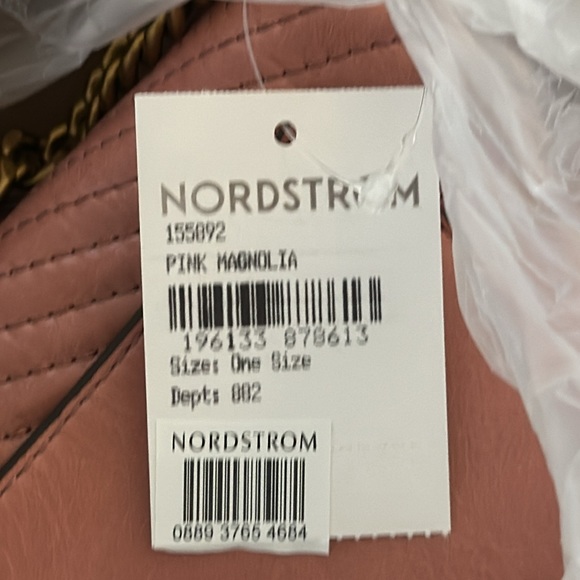 NORDSTROM
155892
PINK MAGNOLIA
196133 878613
Size: One Size
Dept: 882
NORDSTROM
0889 3765 4684